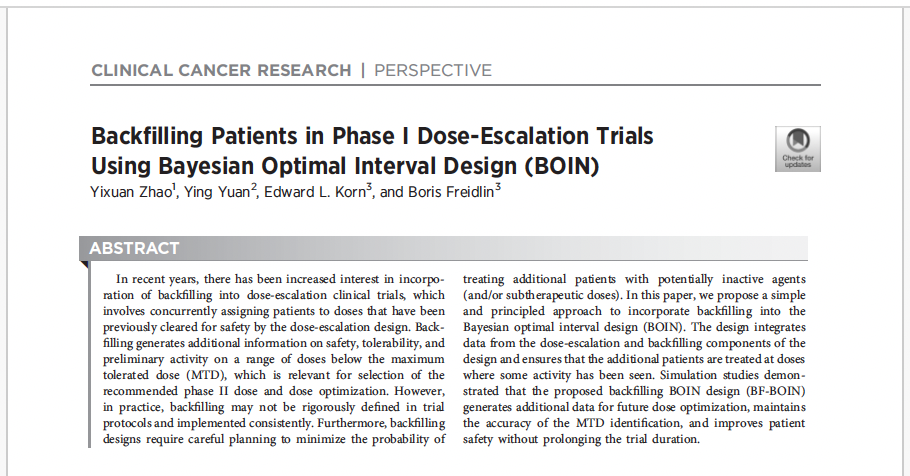 CLINICAL CANCER RESEARCH | PERSPECTIVE
Backfilling Patients in Phase I Dose-Escalation Trials
Using Bayesian Optimal Interval Design (BOIN)
Check for
updates
Yixuan Zhao1, Ying Yuan2, Edward L. Korn3, and Boris Freidlin3
ABSTRACT
In recent years, there has been increased interest in incorpo-
ration of backfilling into dose-escalation clinical trials, which
involves concurrently assigning patients to doses that have been
previously cleared for safety by the dose-escalation design. Back-
filling generates additional information on safety, tolerability, and
preliminary activity on a range of doses below the maximum
tolerated dose (MTD), which is relevant for selection of the
recommended phase II dose and dose optimization. However,
in practice, backfilling may not be rigorously defined in trial
protocols and implemented consistently. Furthermore, backfilling
designs require careful planning to minimize the probability of
treating additional patients with potentially inactive agents
(and/or subtherapeutic doses). In this paper, we propose a simple
and principled approach to incorporate backfilling into the
Bayesian optimal interval design (BOIN). The design integrates
data from the dose-escalation and backfilling components of the
design and ensures that the additional patients are treated at doses
where some activity has been seen. Simulation studies demon-
strated that the proposed backfilling BOIN design (BF-BOIN)
generates additional data for future dose optimization, maintains
the accuracy of the MTD identification, and improves patient
safety without prolonging the trial duration.